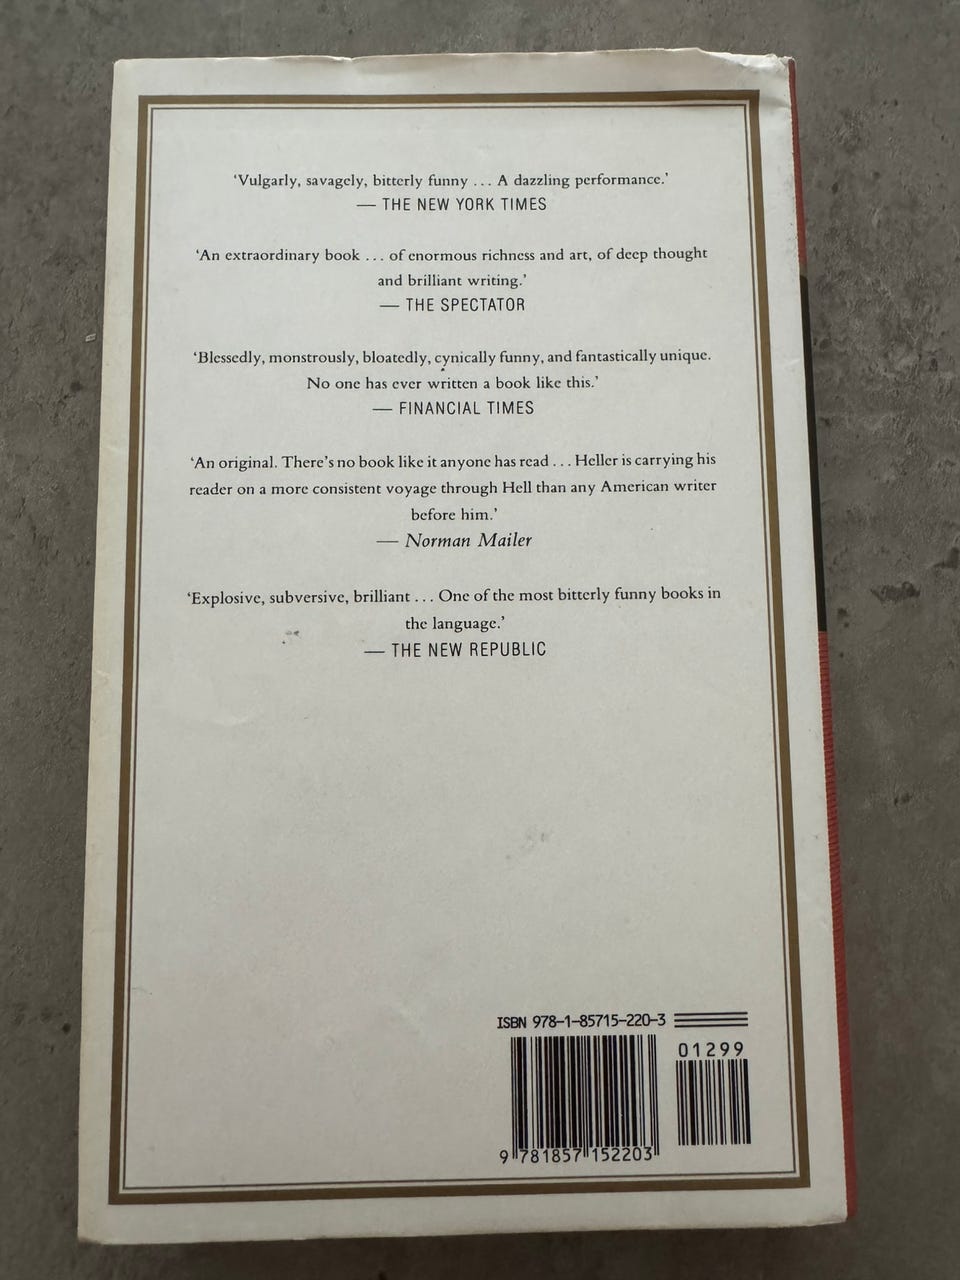 ‘Vulgarly, savagely, bitterly funny ... A dazzling performance.’
— THE NEW YORK TIMES
‘An extraordinary book ... of enormous richness and art, of deep thought
and brilliant writing.’
— THE SPECTATOR
‘Blessedly, monstrously, bloatedly, cynically funny, and fantastically unique.
No one has ever written a book like this.’
— FINANCIAL TIMES
‘An original. There’s no book like it anyone has read ... Heller is carrying his
reader on a more consistent voyage through Hell than any American writer
before him.’
— Norman Mailer
‘Explosive, subversive, brilliant ... One of the most bitterly funny books in
the language.’
— THE NEW REPUBLIC
ISBN 978-1-85715-220-3
01299
9 781857 152203